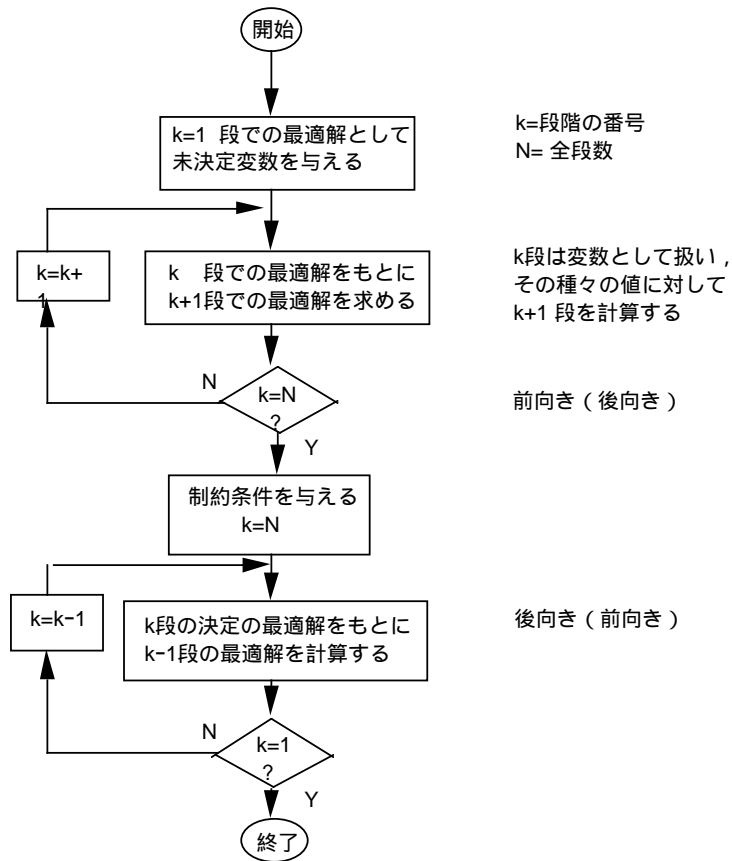 開始
k=1 段での最適解として
未決定変数を与える
k=段階の番号
N= 全段数
k=k+
1
k 段での最適解をもとに
k+1段での最適解を求める
k段は変数として扱い，
その種々の値に対して
k+1 段を計算する
N
k=N
?
Y
前向き（後向き）
制約条件を与える
k=N
k=k-1
k段の決定の最適解をもとに
k-1段の最適解を計算する
後向き（前向き）
N
k=1
?
Y
終了